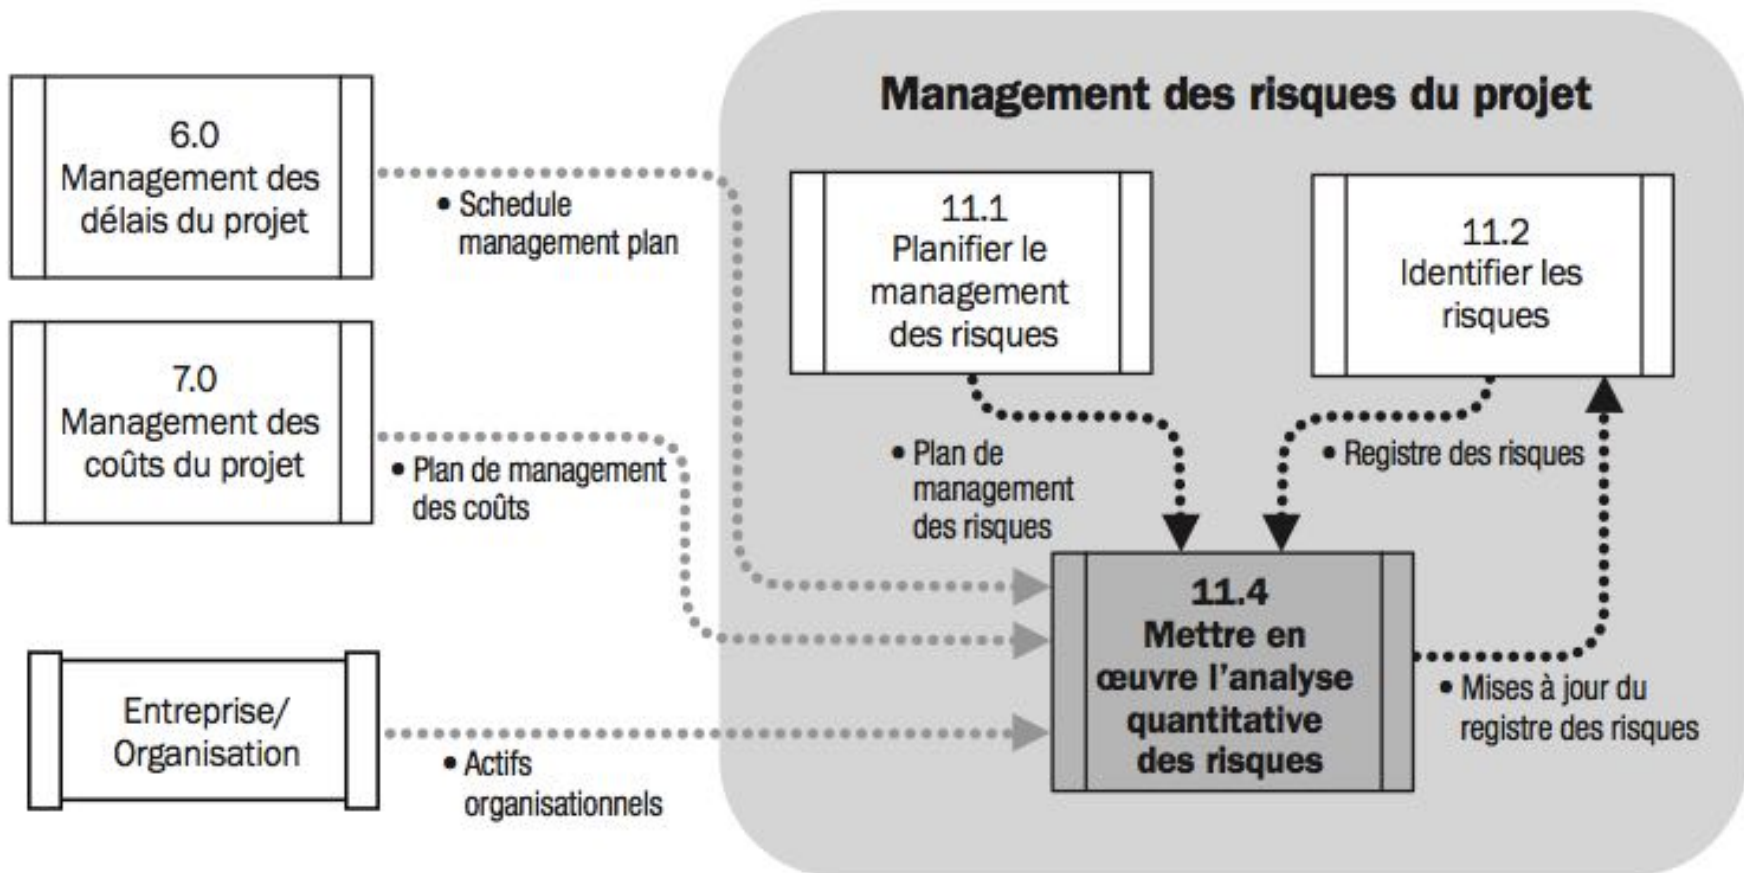 Management des risques du projet
6.0
Management des
délais du projet
• Schedule
management plan
11.1
Planifier le
management
des risques
11.2
Identifier les
risques
7.0
Management des
coûts du projet
• Plan de management
des coûts
• Plan de
management
des risques
• Registre des risques
11.4
Mettre en
œuvre l’analyse
quantitative
des risques
• Mises à jour du
registre des risques
Entreprise/
Organisation
• Actifs
organisationnels